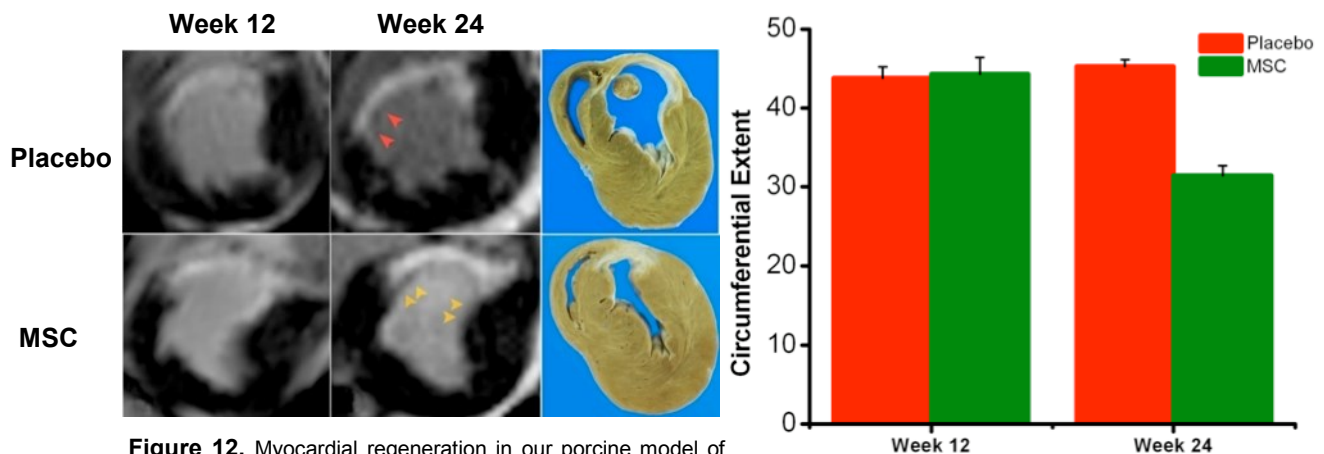 Week 12 Week 24
Placebo
MSC
Figure 12. Myocardial regeneration in our porcine model of
50
40
30
20
10
0
Circumferential Extent
Placebo
MSC
Week 12 Week 24